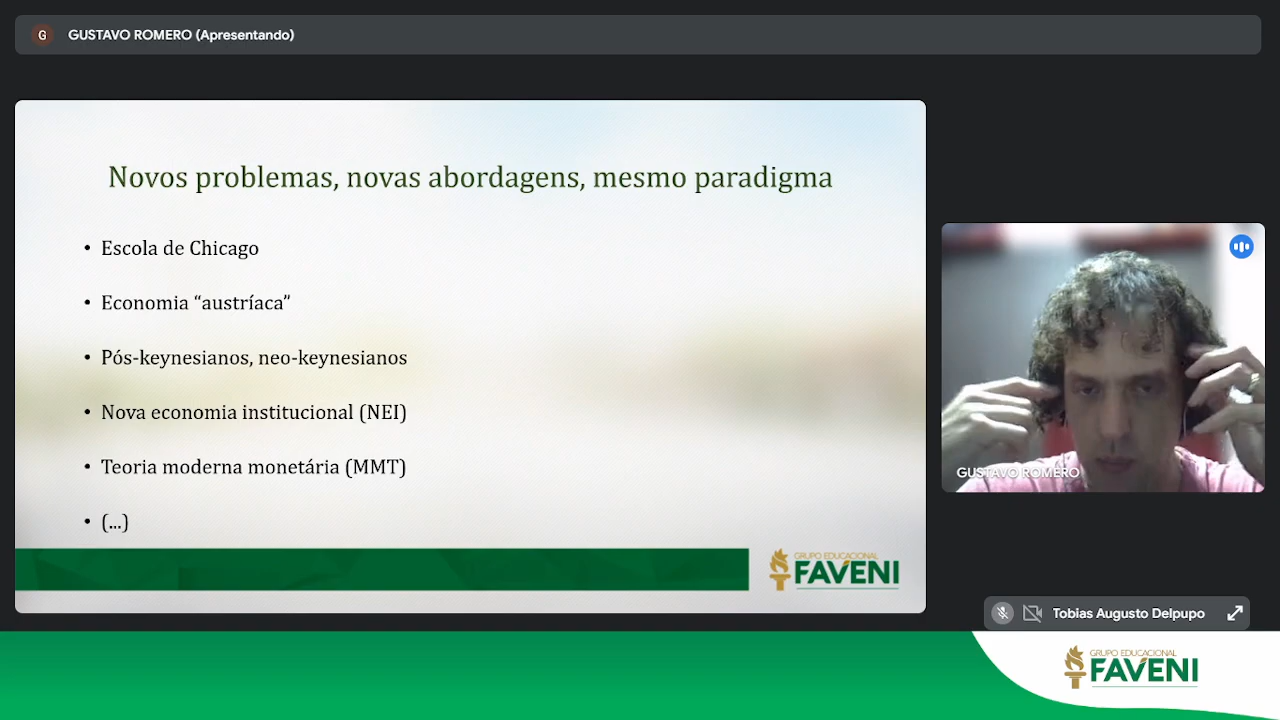 G GUSTAVO ROMERO (Apresentando)
Novos problemas, novas abordagens, mesmo paradigma
• Escola de Chicago
• Economia “austríaca”
• Pós-keynesianos, neo-keynesianos
• Nova economia institucional (NEI)
• Teoria moderna monetária (MMT)
• (...)
GRUPO EDUCACIONAL
FAVENI
GUSTAVO ROMERO
Tobias Augusto Delpupo
GRUPO EDUCACIONAL
FAVENI